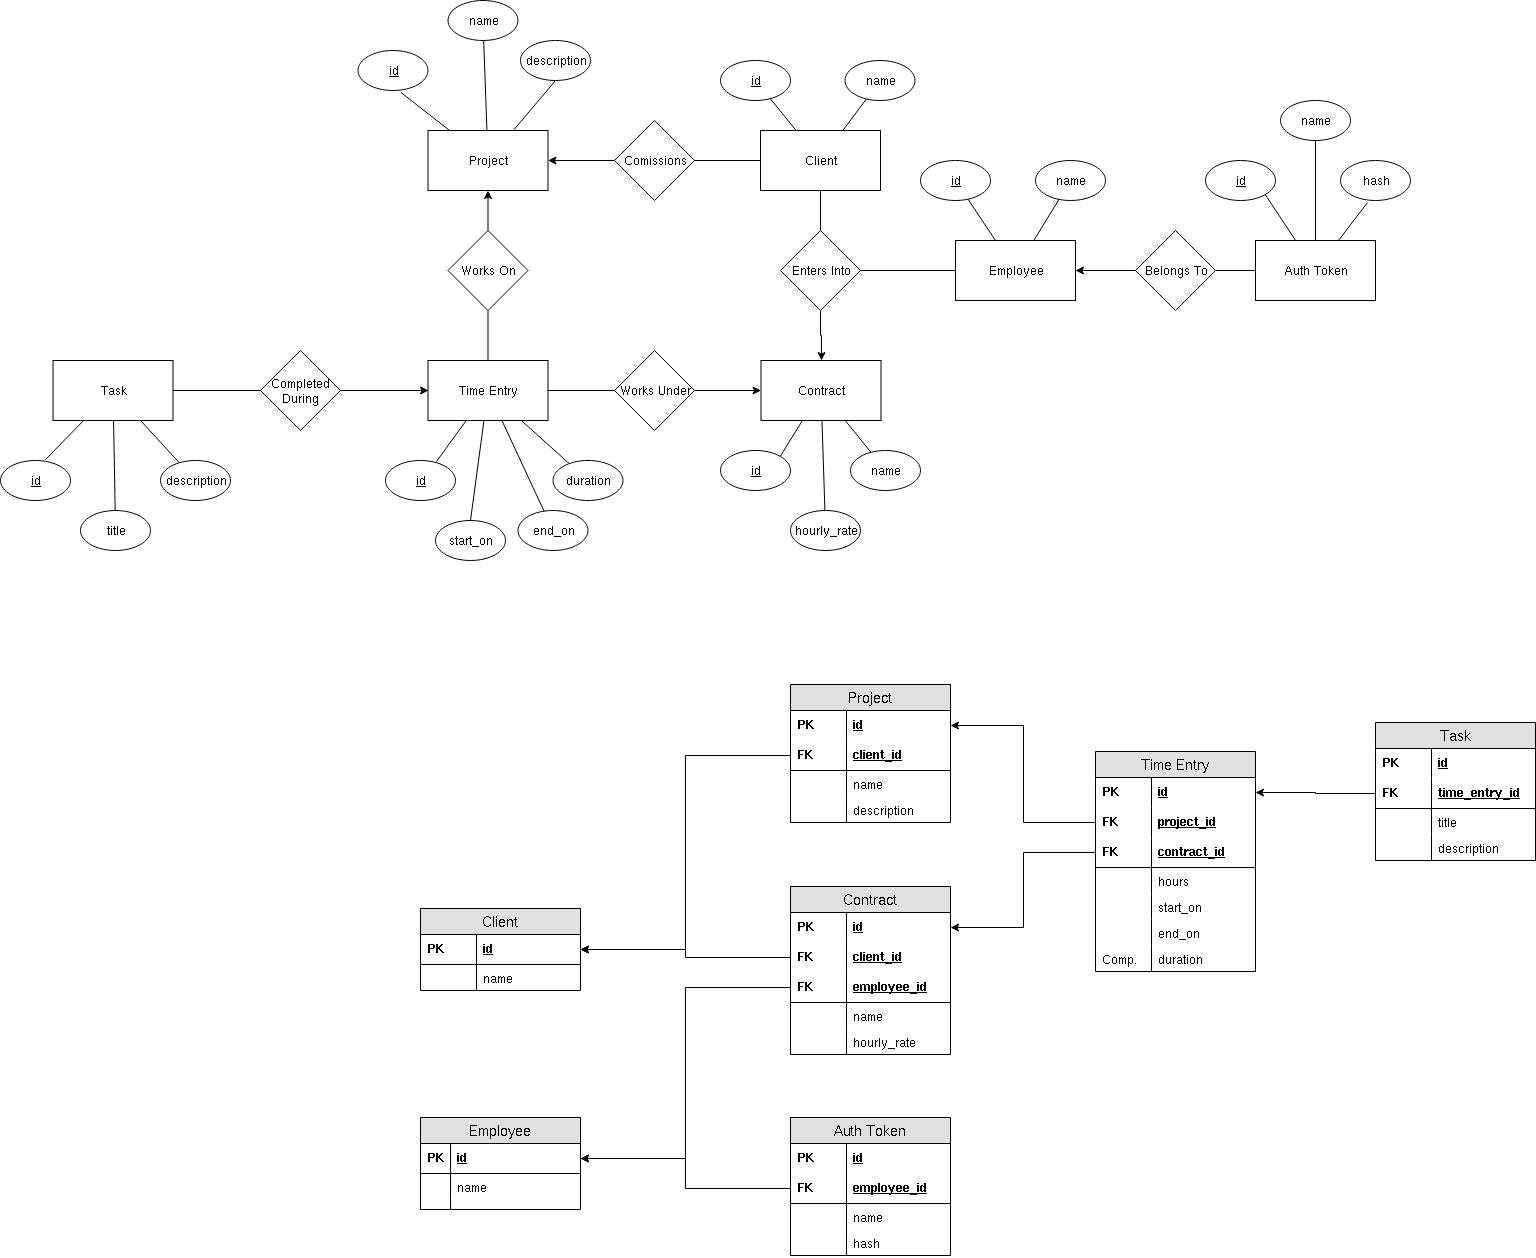 name
id
description
id
name
name
Project
Comissions
Client
id
name
id
hash
Works On
Enters Into
Employee
Belongs To
Auth Token
Task
Completed
During
Time Entry
Works Under
Contract
id
description
id
duration
id
name
title
start_on
end_on
hourly_rate
Project
PK id
FK client_id
name
description
Task
PK id
FK time_entry_id
title
description
Time Entry
PK id
FK project_id
FK contract_id
hours
start_on
end_on
Comp. duration
Contract
PK id
FK client_id
FK employee_id
name
hourly_rate
Client
PK id
name
Employee
PK id
name
Auth Token
PK id
FK employee_id
name
hash